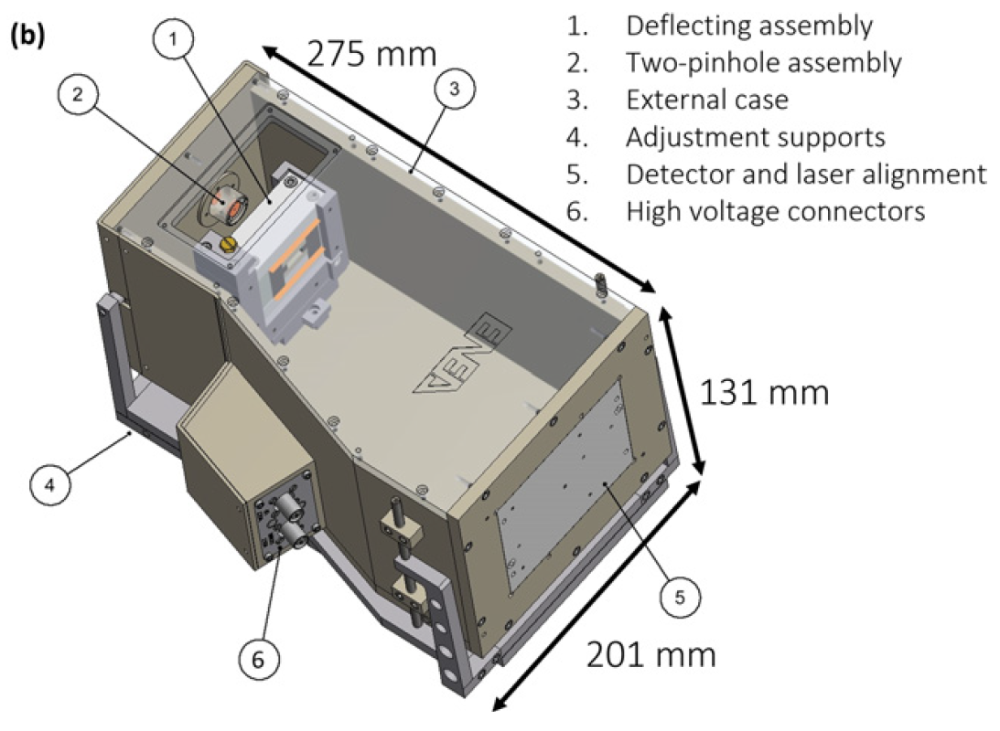 (b)
1. Deflecting assembly
2. Two-pinhole assembly
3. External case
4. Adjustment supports
5. Detector and laser alignment
6. High voltage connectors
275 mm
1
2
3
131 mm
4
5
6
201 mm